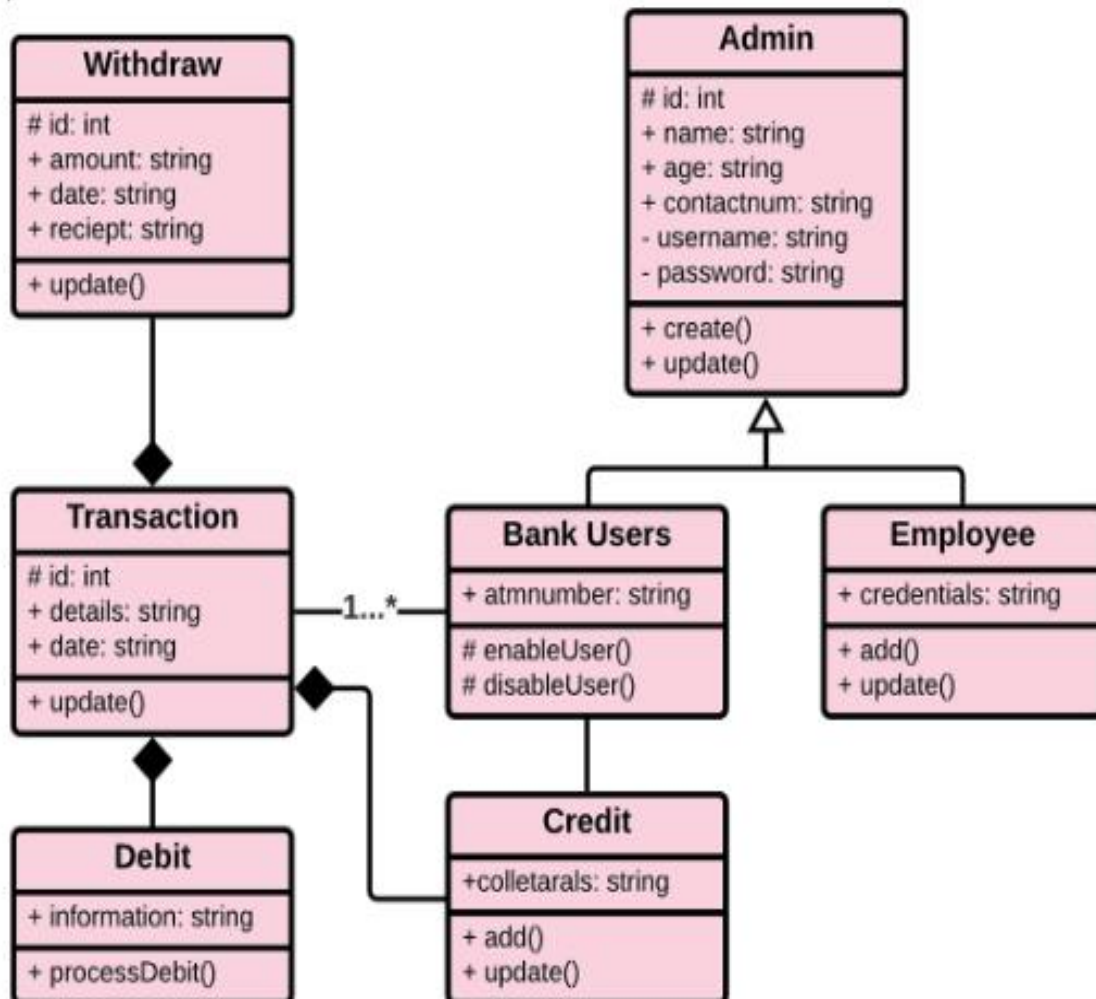 Withdraw
# id: int
+ amount: string
+ date: string
+ reciept: string
+ update()
Admin
# id: int
+ name: string
+ age: string
+ contactnum: string
- username: string
- password: string
+ create()
+ update()
Transaction
# id: int
+ details: string
+ date: string
+ update()
1...*
Bank Users
+ atmnumber: string
# enableUser()
# disableUser()
Employee
+ credentials: string
+ add()
+ update()
Debit
+ information: string
+ processDebit()
Credit
+colletarals: string
+ add()
+ update()